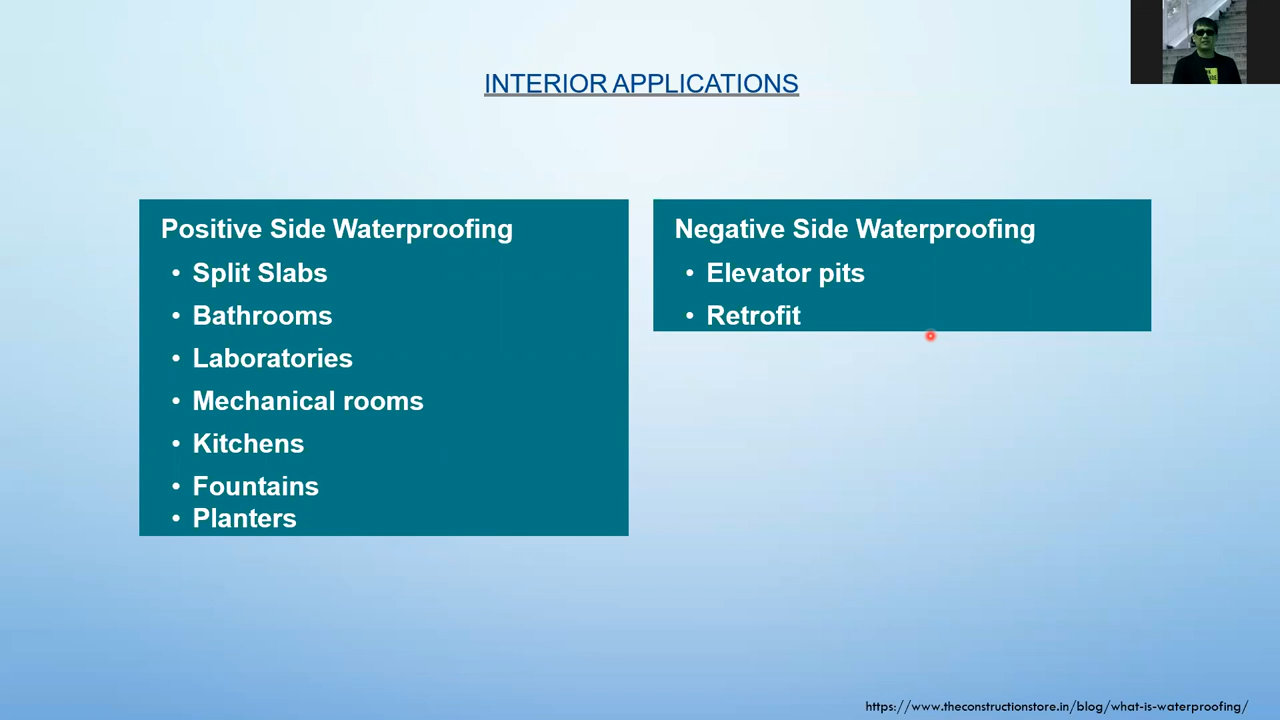 INTERIOR APPLICATIONS
Positive Side Waterproofing
• Split Slabs
• Bathrooms
• Laboratories
• Mechanical rooms
• Kitchens
• Fountains
• Planters
Negative Side Waterproofing
• Elevator pits
• Retrofit
https://www.theconstructionstore.in/blog/what-is-waterproofing/